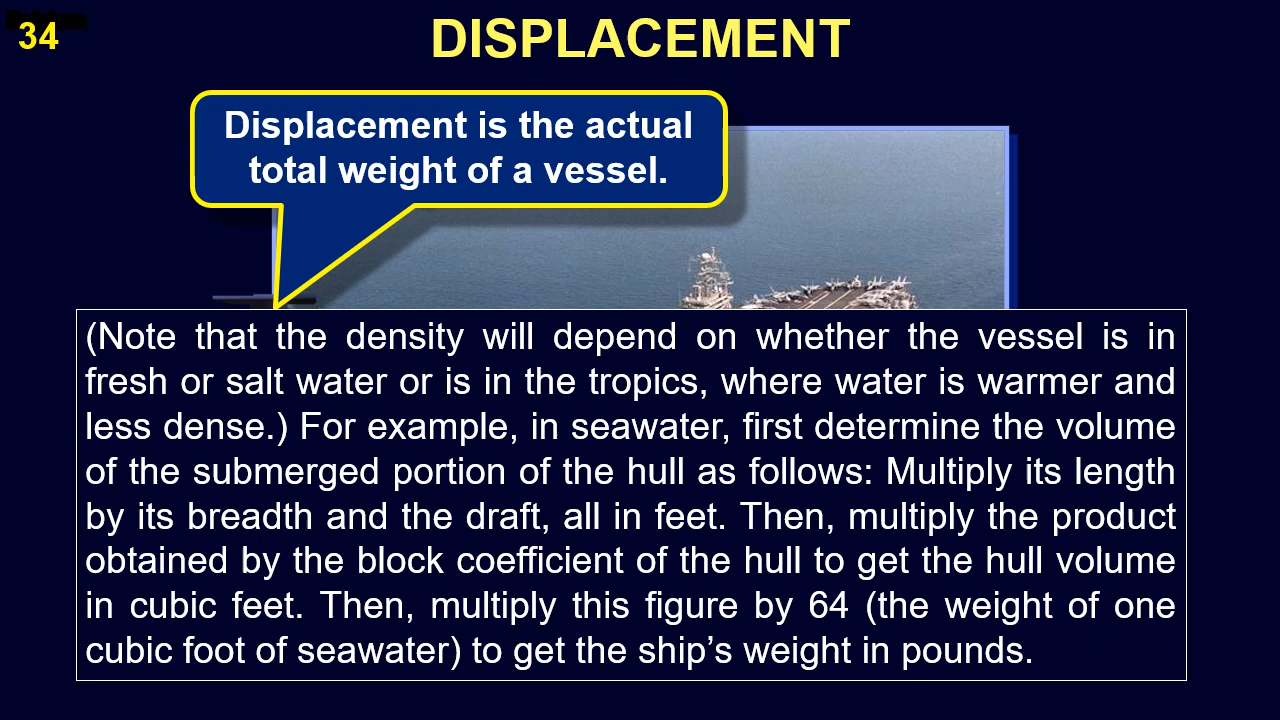 34
DISPLACEMENT
Displacement is the actual
total weight of a vessel.
(Note that the density will depend on whether the vessel is in
fresh or salt water or is in the tropics, where water is warmer and
less dense.) For example, in seawater, first determine the volume
of the submerged portion of the hull as follows: Multiply its length
by its breadth and the draft, all in feet. Then, multiply the product
obtained by the block coefficient of the hull to get the hull volume
in cubic feet. Then, multiply this figure by 64 (the weight of one
cubic foot of seawater) to get the ship’s weight in pounds.